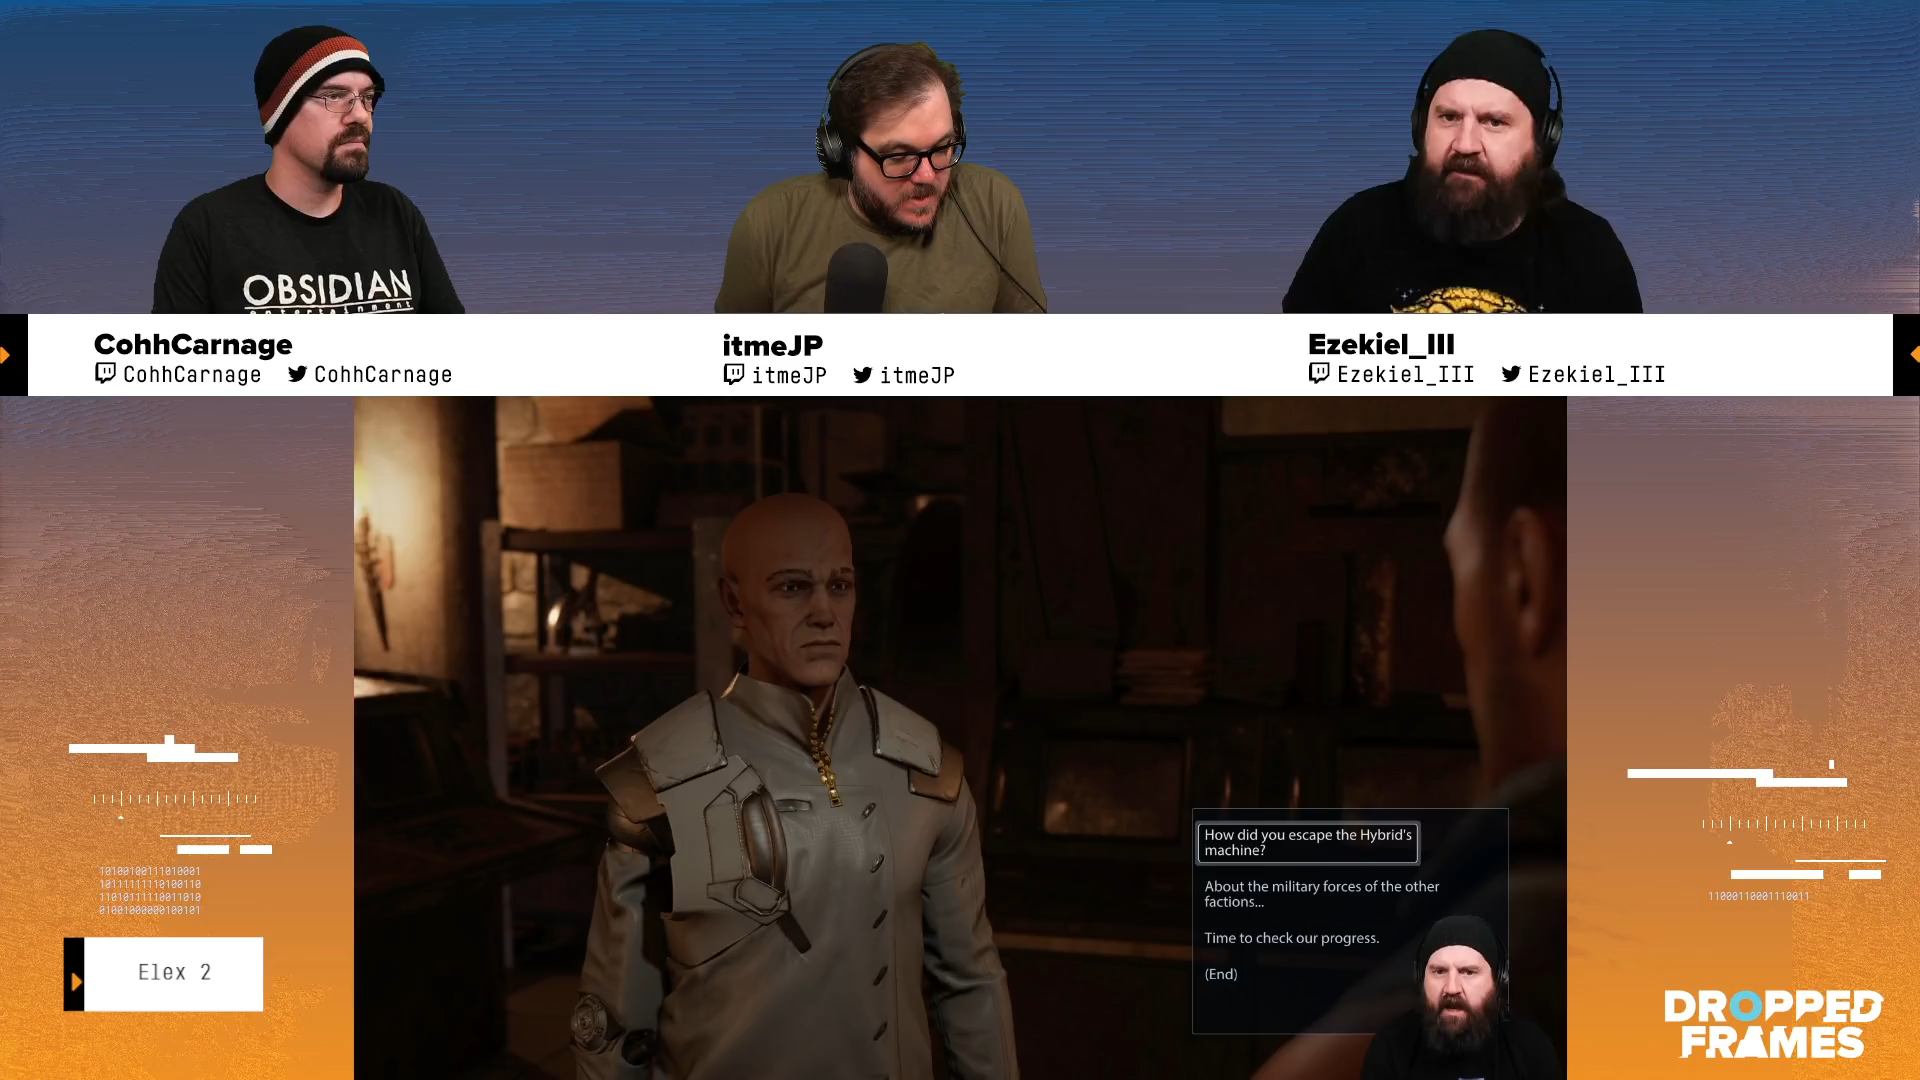 OBSIDIAN
entertainment
CohhCarnage
CohhCarnage CohhCarnage
itmeJP
itmeJP itmeJP
Ezekiel_III
Ezekiel_III Ezekiel_III
How did you escape the Hybrid's
machine?
About the military forces of the other
factions...
Time to check our progress.
(End)
Elex 2
DROPPED
FRAMES